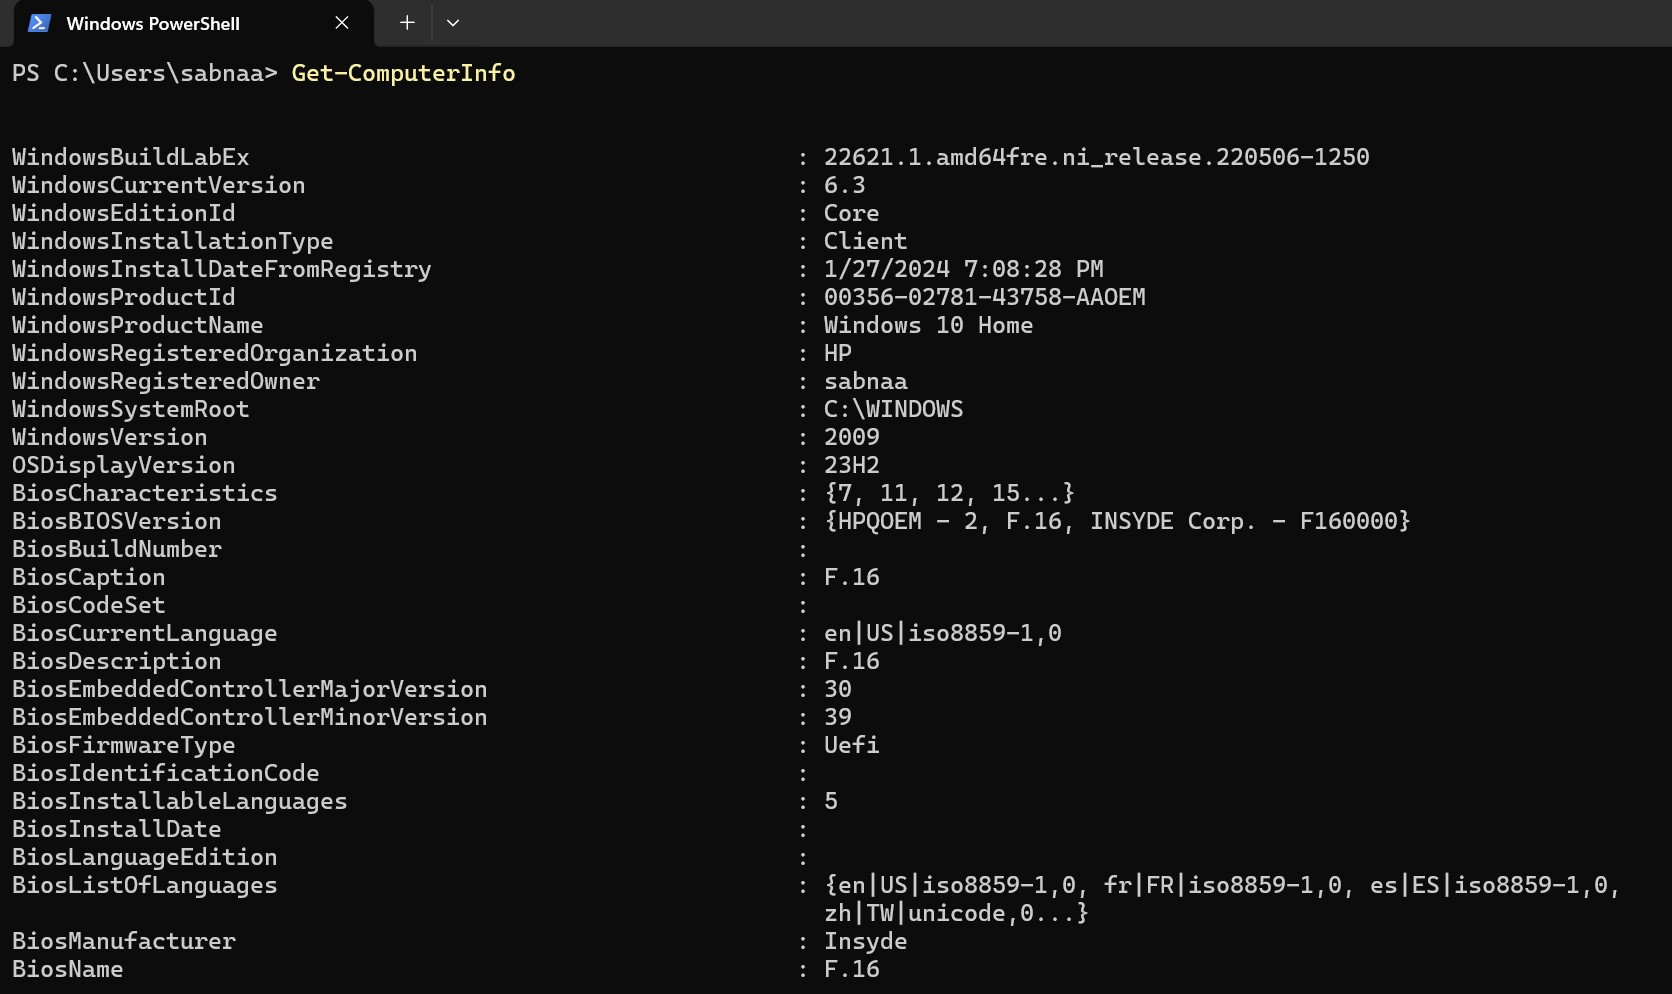 Windows PowerShell
PS C:\Users\sabnaa> Get-ComputerInfo
WindowsBuildLabEx : 22621.1.amd64fre.ni_release.220506-1250
WindowsCurrentVersion : 6.3
WindowsEditionId : Core
WindowsInstallationType : Client
WindowsInstallDateFromRegistry : 1/27/2024 7:08:28 PM
WindowsProductId : 00356-02781-43758-AAOEM
WindowsProductName : Windows 10 Home
WindowsRegisteredOrganization : HP
WindowsRegisteredOwner : sabnaa
WindowsSystemRoot : C:\WINDOWS
WindowsVersion : 2009
OSDisplayVersion : 23H2
BiosCharacteristics : {7, 11, 12, 15...}
BiosBIOSVersion : {HPQOEM - 2, F.16, INSYDE Corp. - F160000}
BiosBuildNumber :
BiosCaption : F.16
BiosCodeSet :
BiosCurrentLanguage : en|US|iso8859-1,0
BiosDescription : F.16
BiosEmbeddedControllerMajorVersion : 30
BiosEmbeddedControllerMinorVersion : 39
BiosFirmwareType : Uefi
BiosIdentificationCode :
BiosInstallableLanguages : 5
BiosInstallDate :
BiosLanguageEdition :
BiosListOfLanguages : {en|US|iso8859-1,0, fr|FR|iso8859-1,0, es|ES|iso8859-1,0,
zh|TW|unicode,0...}
BiosManufacturer : Insyde
BiosName : F.16